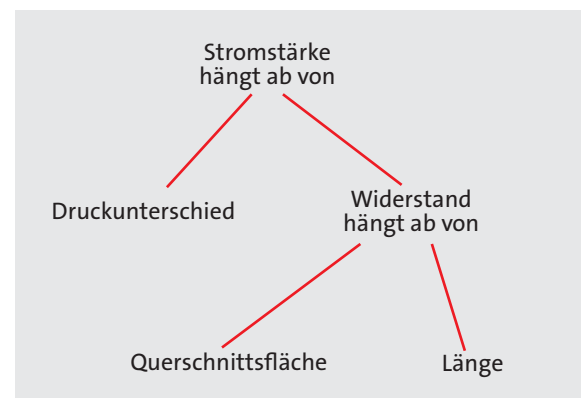 Stromstärke
hängt ab von
Druckunterschied
Widerstand
hängt ab von
Querschnittsfläche
Länge